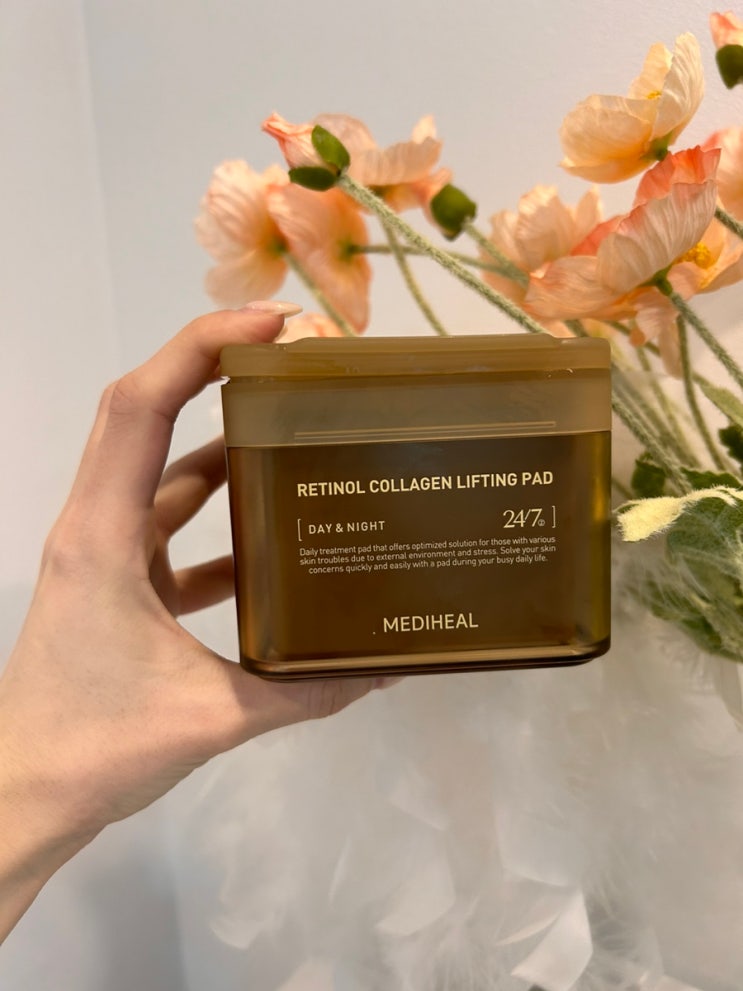 RETINOL COLLAGEN LIFTING PAD
[ DAY & NIGHT 24/7 ]
Daily treatment pad that offers optimized solution for those with various
skin troubles due to external environment and stress. Solve your skin
concerns quickly and easily with a pad during your busy daily life.
MEDIHEAL